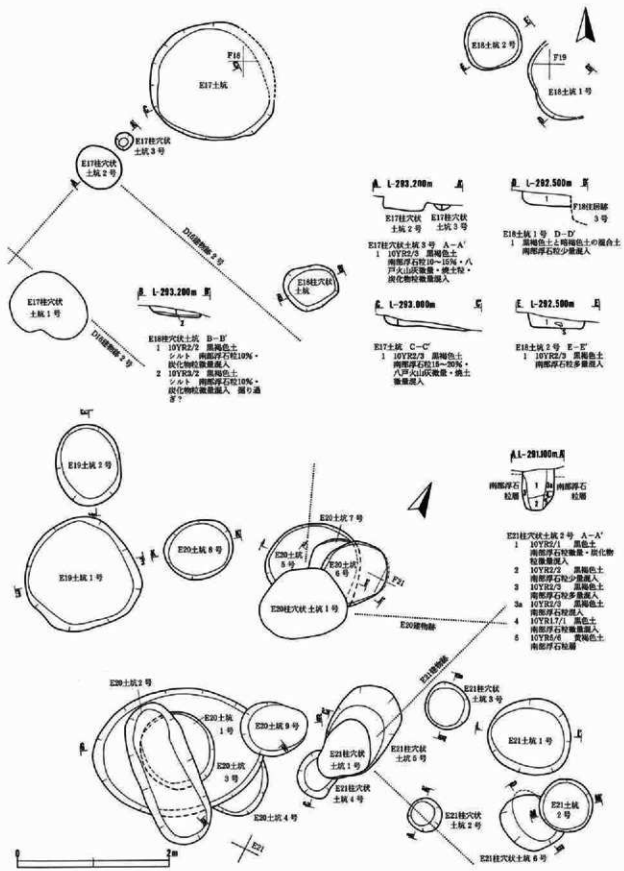 F18
E17土坑
E18土坑 2 号
F19
E18土坑 1 号
E17柱穴状
土坑 3 号
E17柱穴状
土坑 2 号
D16建物跡 2 号
E17柱穴状
土坑 1 号
D16建物跡 2 号
E18柱穴状
土坑
L-293.200m
E17柱穴状
土坑 2 号
E17柱穴状
土坑 3 号
E17柱穴状土坑 3 号 A-A'
1 10YR2/3 黒褐色土
南部浮石粒10～15%・八
戸火山灰微量・焼土粒・
炭化物粒微量混入
L-292.500m
1
F18住居跡
3 号
E18土坑 1 号 D-D'
1 黒褐色土と暗褐色土の混合土
南部浮石粒少量混入
L-293.200m
2
E18柱穴状土坑 B-B'
1 10YR2/2 黒褐色土
シルト 南部浮石粒10%・
炭化物粒微量混入
2 10YR3/2 黒褐色土
シルト 南部浮石粒10%・
炭化物粒微量混入 掘り過
ぎ？
L-293.000m
E17土坑 C-C'
1 10YR2/3 黒褐色土
南部浮石粒15～20%・
八戸火山灰微量・焼土
微量混入
L-292.500m
1
E18土坑 2 号 E-E'
1 10YR2/3 黒褐色土
南部浮石粒多量混入
E19土坑 2 号
E19土坑 1 号
E20土坑 8 号
E20土坑 7 号
E20土坑
5 号
E20土坑
6 号
F21
E20柱穴状 土坑 1 号
E20建物跡
L-291.100m
南部浮石
粒層
1
2
3a
南部浮石
粒層
E21柱穴状土坑 2 号 A-A'
1 10YR2/1 黒色土
南部浮石粒微量・炭化物
粒微量混入
2 10YR2/2 黒褐色土
南部浮石粒少量混入
3 10YR2/3 黒褐色土
南部浮石粒多量混入
3a 10YR2/3 黒褐色土
南部浮石粒混入
4 10YR1.7/1 黒色土
南部浮石粒微量混入
5 10YR5/6 黄褐色土
南部浮石粒層
E21建物跡
E20土坑 2 号
E20土坑
1 号
E20土坑
3 号
E20土坑 9 号
E20土坑 4 号
E21柱穴状
土坑 1 号
E21柱穴状
土坑 5 号
E21柱穴状
土坑 4 号
E21柱穴状
土坑 3 号
E21土坑 1 号
E21柱穴状
土坑 2 号
E21土坑
2 号
E21柱穴状土坑 6 号
E21
0
2m